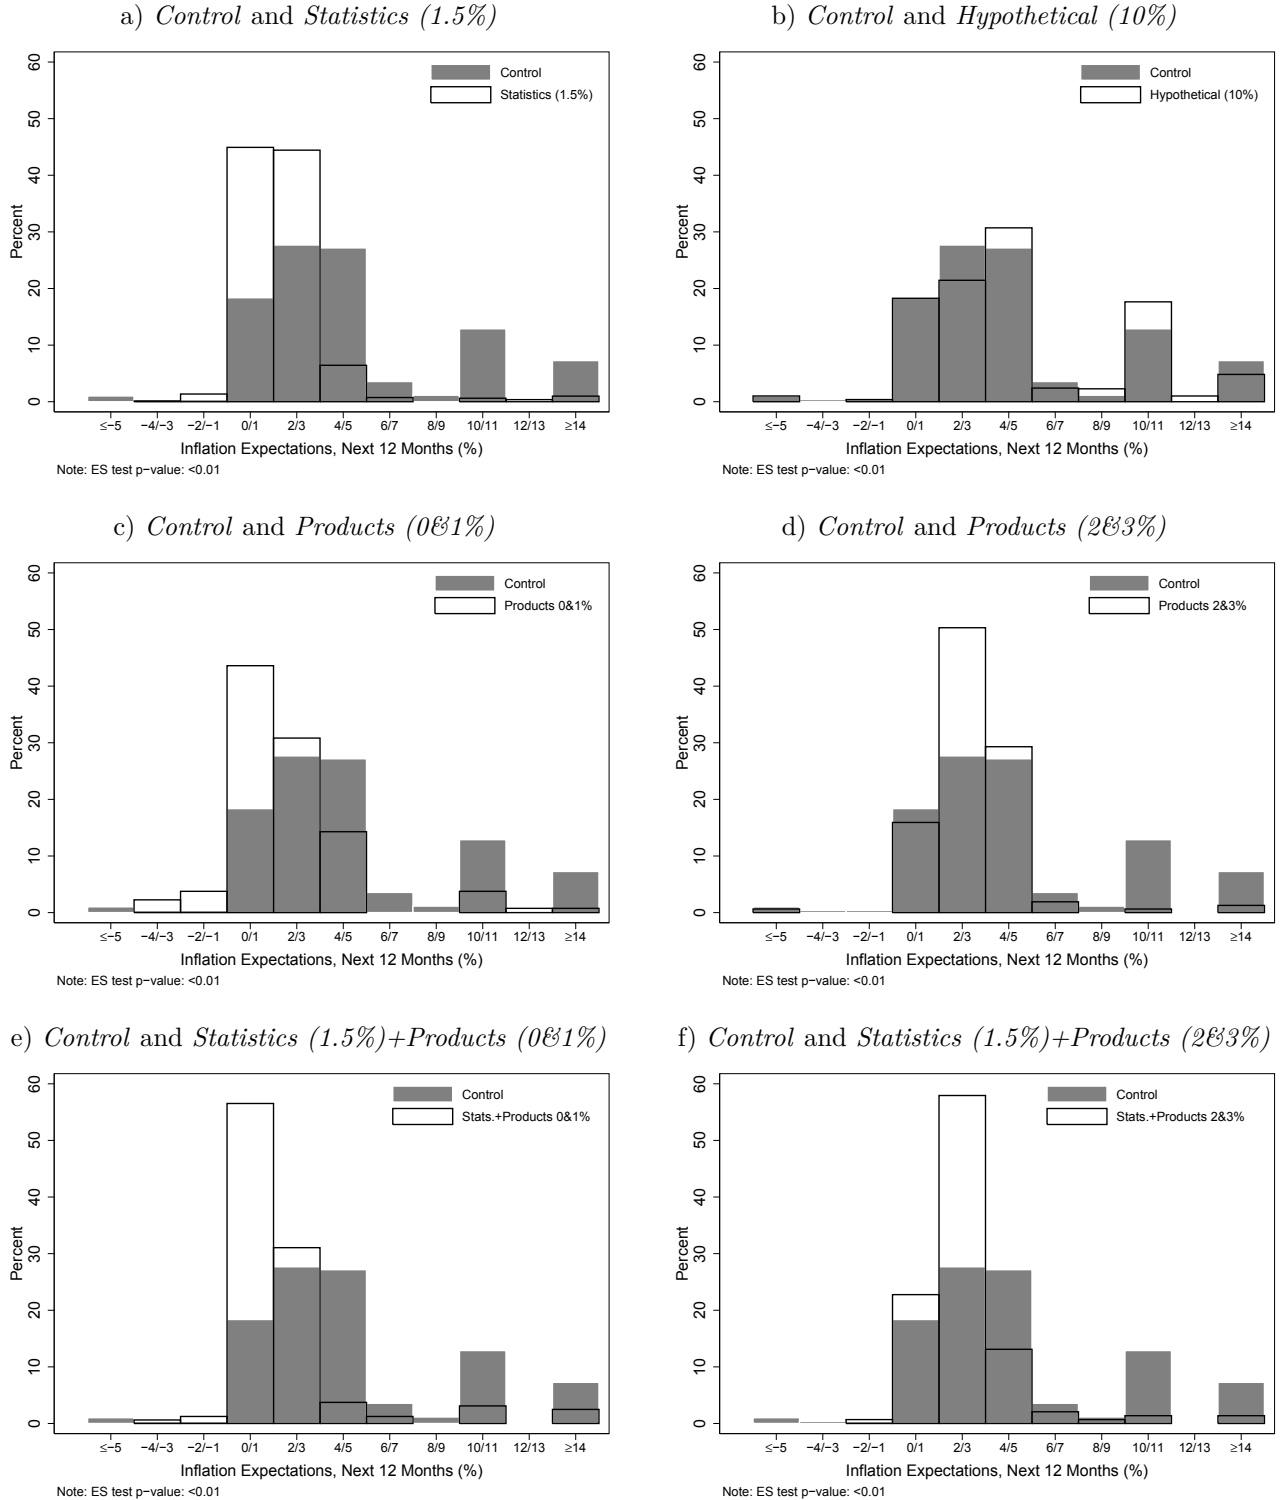 a) Control and Statistics (1.5%)
60
50
40
30
20
10
0
Percent
Control
Statistics (1.5%)
≤−5 −4/−3 −2/−1 0/1 2/3 4/5 6/7 8/9 10/11 12/13 ≥14
Inflation Expectations, Next 12 Months (%)
Note: ES test p−value: <0.01
b) Control and Hypothetical (10%)
60
50
40
30
20
10
0
Percent
Control
Hypothetical (10%)
≤−5 −4/−3 −2/−1 0/1 2/3 4/5 6/7 8/9 10/11 12/13 ≥14
Inflation Expectations, Next 12 Months (%)
Note: ES test p−value: <0.01
c) Control and Products (0&1%)
60
50
40
30
20
10
0
Percent
Control
Products 0&1%
≤−5 −4/−3 −2/−1 0/1 2/3 4/5 6/7 8/9 10/11 12/13 ≥14
Inflation Expectations, Next 12 Months (%)
Note: ES test p−value: <0.01
d) Control and Products (2&3%)
60
50
40
30
20
10
0
Percent
Control
Products 2&3%
≤−5 −4/−3 −2/−1 0/1 2/3 4/5 6/7 8/9 10/11 12/13 ≥14
Inflation Expectations, Next 12 Months (%)
Note: ES test p−value: <0.01
e) Control and Statistics (1.5%)+Products (0&1%)
60
50
40
30
20
10
0
Percent
Control
Stats.+Products 0&1%
≤−5 −4/−3 −2/−1 0/1 2/3 4/5 6/7 8/9 10/11 12/13 ≥14
Inflation Expectations, Next 12 Months (%)
Note: ES test p−value: <0.01
f) Control and Statistics (1.5%)+Products (2&3%)
60
50
40
30
20
10
0
Percent
Control
Stats.+Products 2&3%
≤−5 −4/−3 −2/−1 0/1 2/3 4/5 6/7 8/9 10/11 12/13 ≥14
Inflation Expectations, Next 12 Months (%)
Note: ES test p−value: <0.01